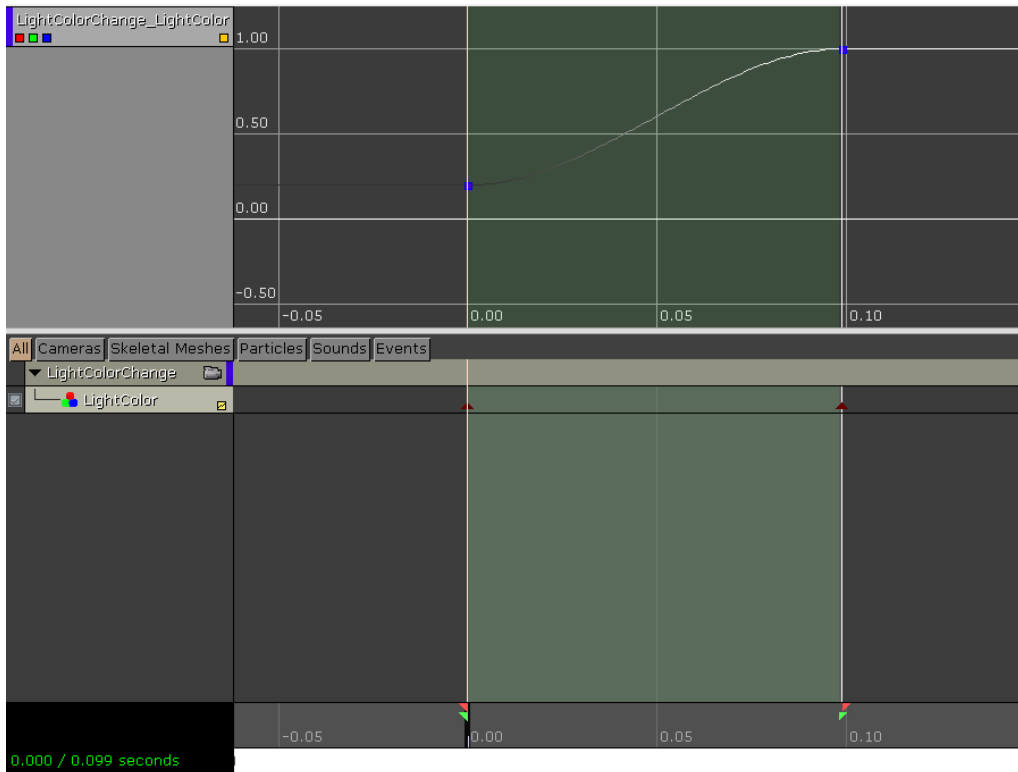 LightColorChange_LightColor
1.00
0.50
0.00
-0.50
-0.05 0.00 0.05 0.10
All Cameras Skeletal Meshes Particles Sounds Events
LightColorChange
LightColor
-0.05 0.00 0.05 0.10
0.000 / 0.099 seconds